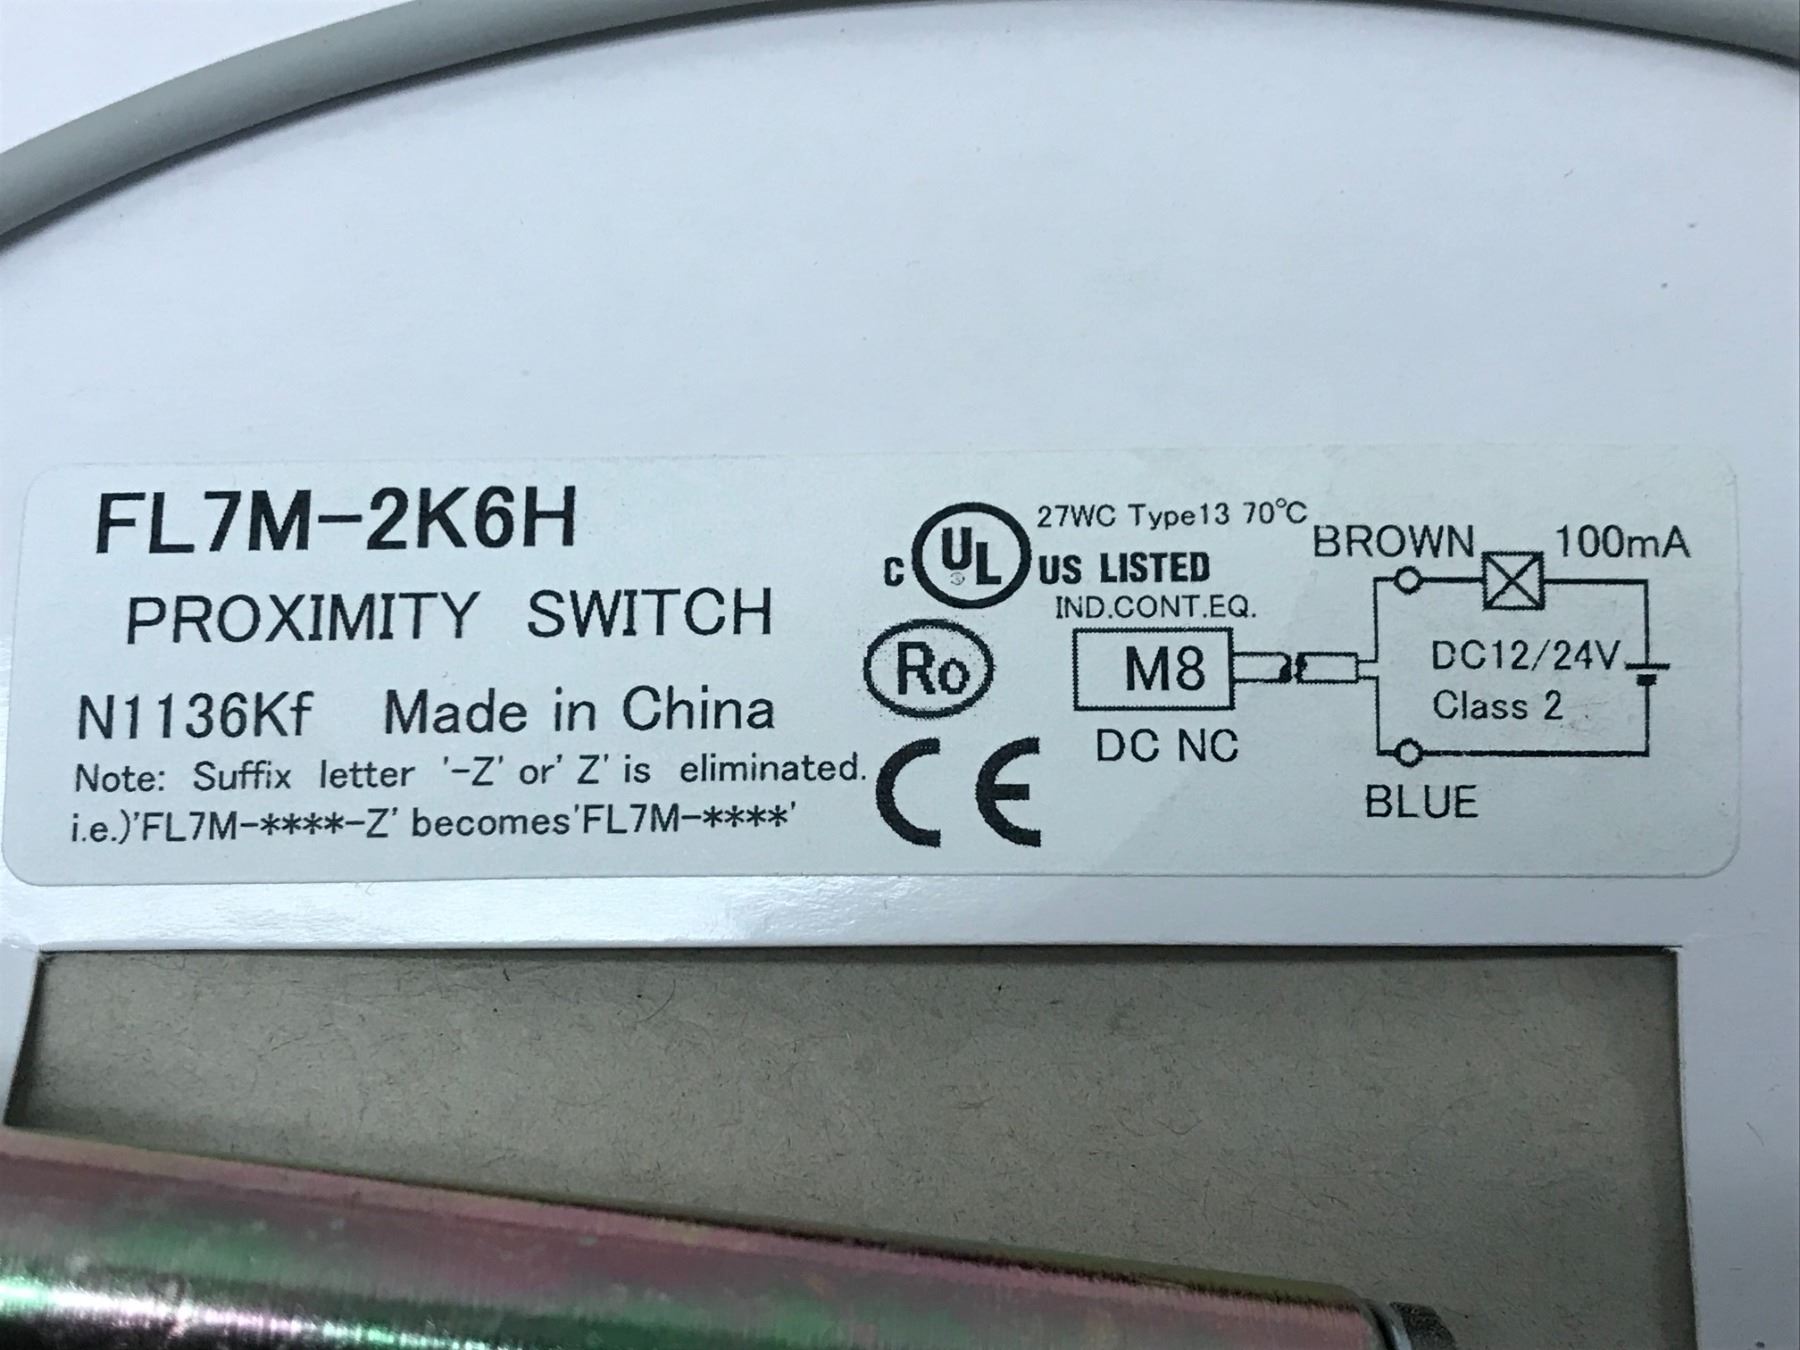 FL7M-2K6H
PROXIMITY SWITCH
N1136Kf Made in China
Note: Suffix letter '-Z' or' Z' is eliminated.
i.e.)'FL7M-****-Z' becomes'FL7M-****'
27WC Type13 70℃
C UL US LISTED
IND.CONT.EQ.
Ro
CE
M8
DC NC
BROWN
100mA
DC12/24V
Class 2
BLUE